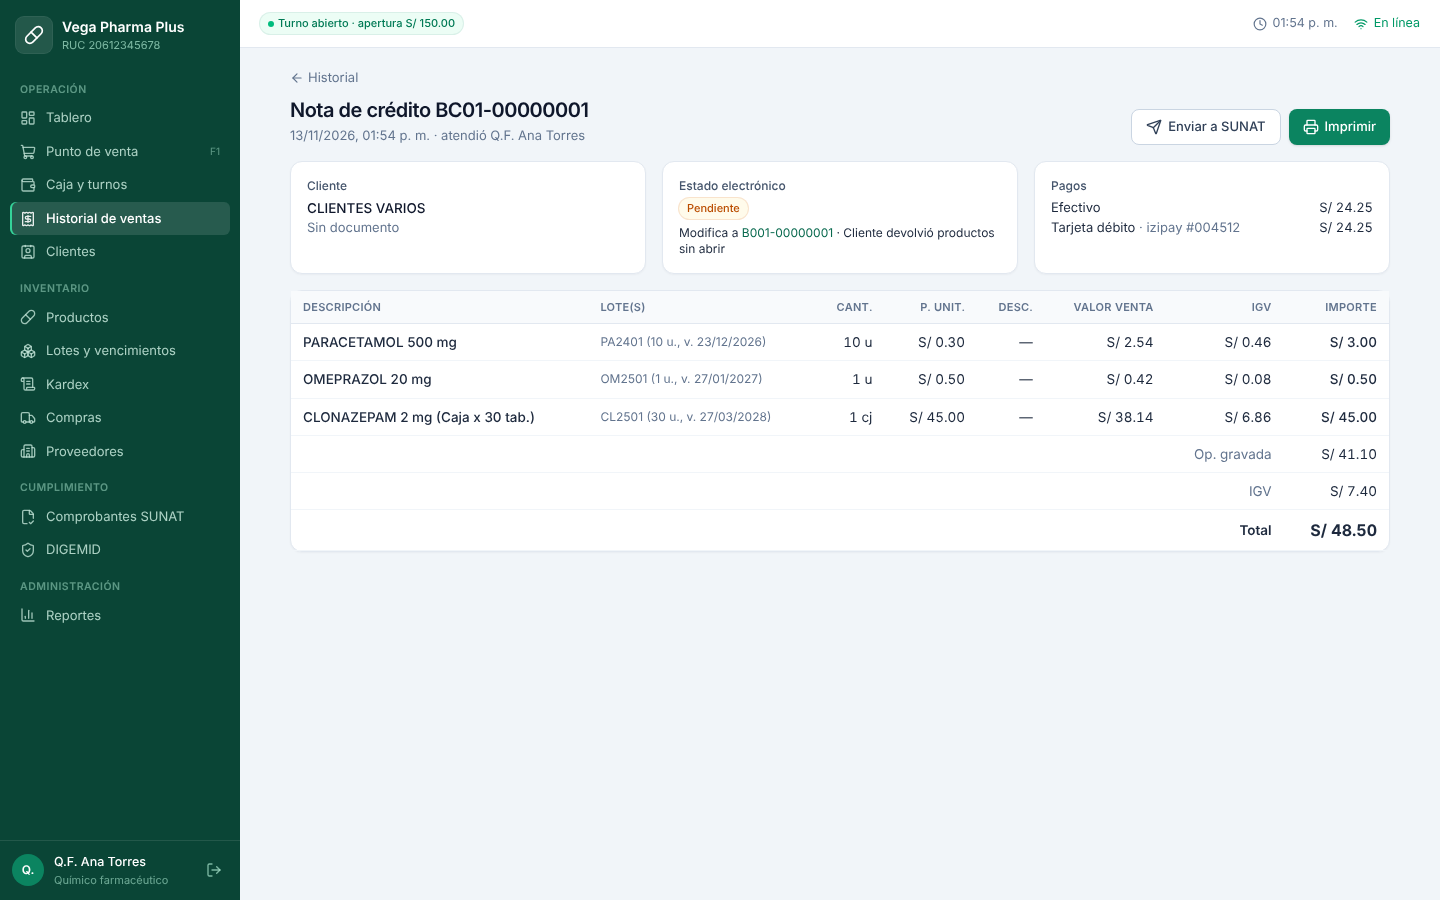 Vega Pharma Plus
RUC 20612345678
OPERACIÓN
Tablero
Punto de venta F1
Caja y turnos
Historial de ventas
Clientes
INVENTARIO
Productos
Lotes y vencimientos
Kardex
Compras
Proveedores
CUMPLIMIENTO
Comprobantes SUNAT
DIGEMID
ADMINISTRACIÓN
Reportes
Q.
Q.F. Ana Torres
Químico farmacéutico
Turno abierto · apertura S/ 150.00
01:54 p. m.
En línea
Historial
Nota de crédito BC01-00000001
13/11/2026, 01:54 p. m. · atendió Q.F. Ana Torres
Enviar a SUNAT
Imprimir
Cliente
CLIENTES VARIOS
Sin documento
Estado electrónico
Pendiente
Modifica a B001-00000001 · Cliente devolvió productos
sin abrir
Pagos
Efectivo S/ 24.25
Tarjeta débito · izipay #004512 S/ 24.25
DESCRIPCIÓN LOTE(S) CANT. P. UNIT. DESC. VALOR VENTA IGV IMPORTE
PARACETAMOL 500 mg PA2401 (10 u., v. 23/12/2026) 10 u S/ 0.30 — S/ 2.54 S/ 0.46 S/ 3.00
OMEPRAZOL 20 mg OM2501 (1 u., v. 27/01/2027) 1 u S/ 0.50 — S/ 0.42 S/ 0.08 S/ 0.50
CLONAZEPAM 2 mg (Caja x 30 tab.) CL2501 (30 u., v. 27/03/2028) 1 cj S/ 45.00 — S/ 38.14 S/ 6.86 S/ 45.00
Op. gravada S/ 41.10
IGV S/ 7.40
Total S/ 48.50